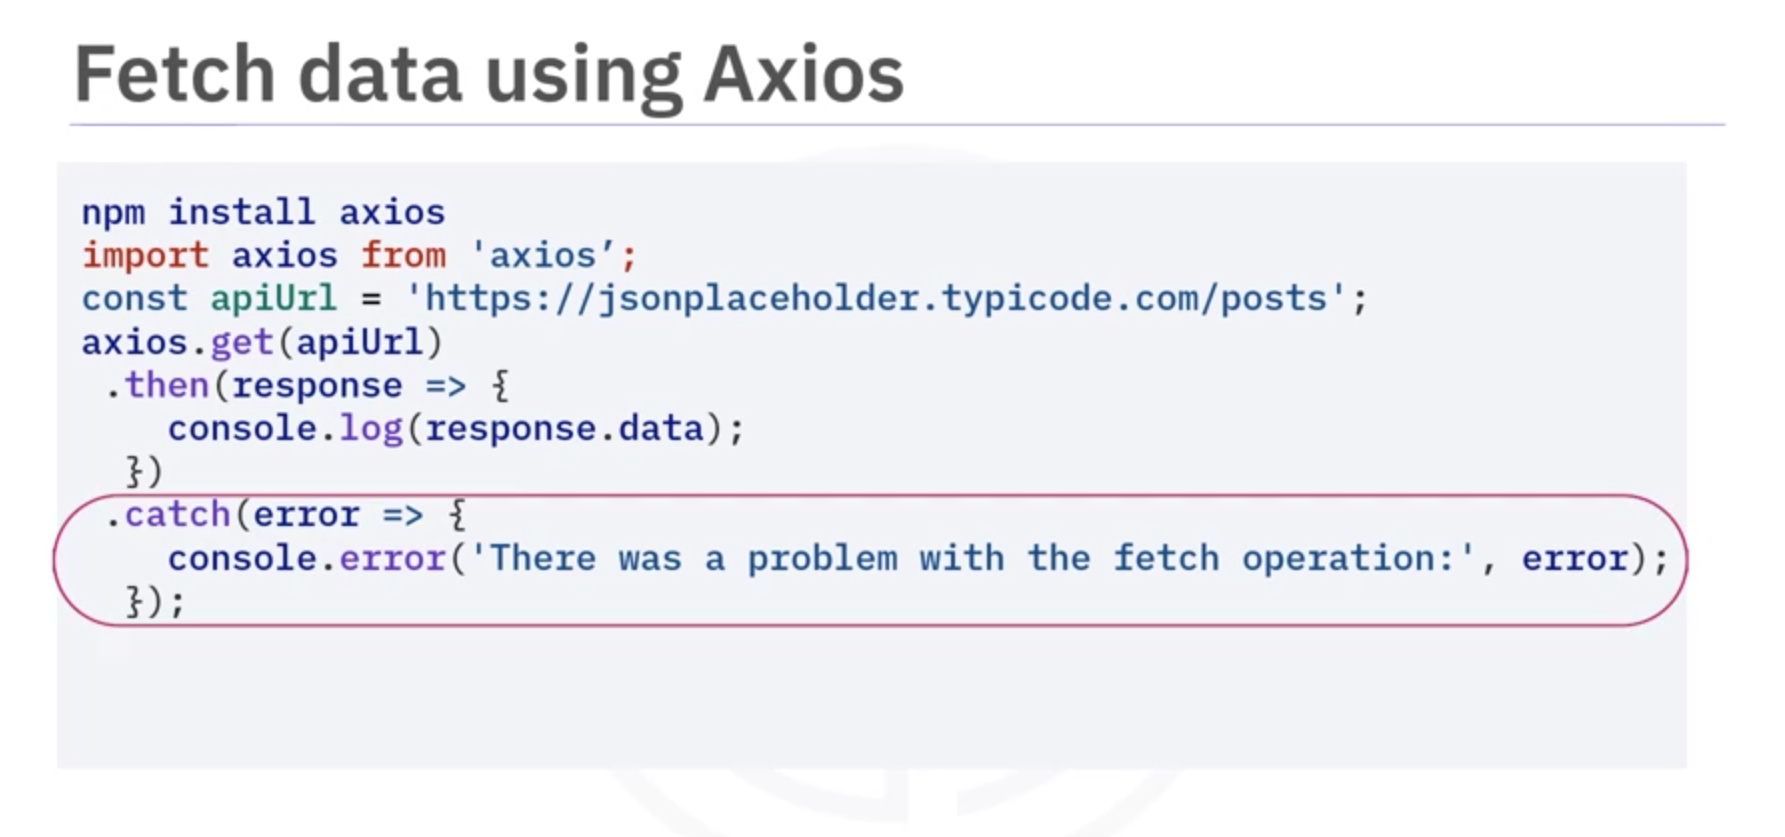 Fetch data using Axios
npm install axios
import axios from 'axios’;
const apiUrl = 'https://jsonplaceholder.typicode.com/posts';
axios.get(apiUrl)
.then(response => {
console.log(response.data);
})
.catch(error => {
console.error('There was a problem with the fetch operation:', error);
});